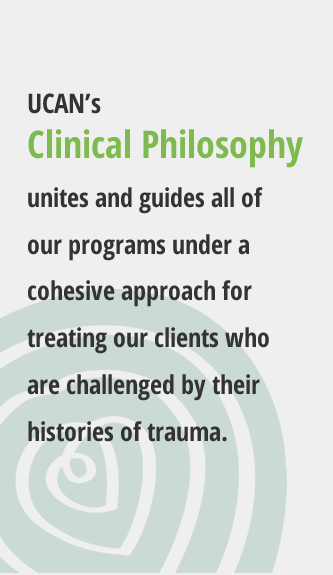 UCAN’s
Clinical Philosophy
unites and guides all of
our programs under a
cohesive approach for
treating our clients who
are challenged by their
histories of trauma.